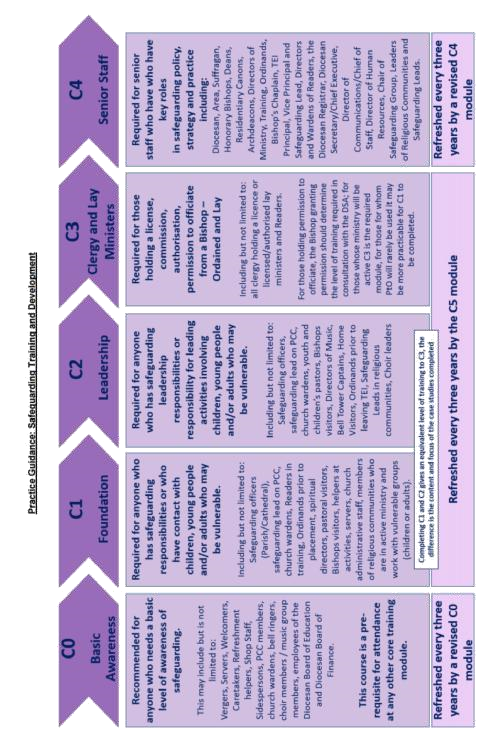 Practice Guidance: Safeguarding Training and Development
C0
Basic
Awareness
Recommended for
anyone who needs a basic
level of awareness of
safeguarding.
This may include but is not
limited to:
Vergers, Servers, Welcomers,
Caretakers, Refreshment
helpers, Shop Staff,
Sidespersons, PCC members,
church wardens, bell ringers,
choir members / music group
members, employees of the
Diocesan Board of Education
and Diocesan Board of
Finance.
This course is a pre-
requisite for attendance
at any other core training
module.
Refreshed every three
years by a revised C0
module
C1
Foundation
Required for anyone who
has safeguarding
responsibilities or who
have contact with
children, young people
and/or adults who may
be vulnerable.
Including but not limited to:
Safeguarding officers
(Parish/Cathedral),
safeguarding lead on PCC,
church wardens, Readers in
training, Ordinands prior to
placement, spiritual
directors, pastoral visitors,
Bishops visitors, helpers at
activities, servers, church
administrative staff, members
of religious communities who
are in active ministry and
work with vulnerable groups
(children or adults).
C2
Leadership
Required for anyone
who has safeguarding
leadership
responsibilities or
responsibility for leading
activities involving
children, young people
and/or adults who may
be vulnerable.
Including but not limited to:
Safeguarding officers,
safeguarding lead on PCC,
church wardens, youth and
children's pastors, Bishops
visitors, Directors of Music,
Bell Tower Captains, Home
Visitors, Ordinands prior to
leaving TEI, Safeguarding
Leads in religious
communities, Choir leaders
Completing C1 and C2 gives an equivalent level of training to C3, the
difference is the content and focus of the case studies completed
C3
Clergy and Lay
Ministers
Required for those
holding a license,
commission,
authorisation,
permission to officiate
from a Bishop –
Ordained and Lay
Including but not limited to:
all clergy holding a licence or
licensed/authorised lay
ministers and Readers.
For those holding permission to
officiate, the Bishop granting
permission should determine
the level of training required in
consultation with the DSA; for
those whose ministry will be
active C3 is the required
module, for those for whom
PtO will rarely be used it may
be more practicable for C1 to
be completed.
Refreshed every three years by the C5 module
C4
Senior Staff
Required for senior
staff who have who have
key roles
in safeguarding policy,
strategy and practice
including:
Diocesan, Area, Suffragan,
Honorary Bishops, Deans,
Residentiary Canons,
Archdeacons, Directors of
Ministry, Training, Ordinands,
Bishop's Chaplain, TEI
Principal, Vice Principal and
Safeguarding Lead, Directors
and Wardens of Readers, the
Diocesan Registrar, Diocesan
Secretary/Chief Executive,
Director of
Communications/Chief of
Staff, Director of Human
Resources, Chair of
Safeguarding Group, Leaders
of Religious Communities and
Safeguarding Leads.
Refreshed every three
years by a revised C4
module